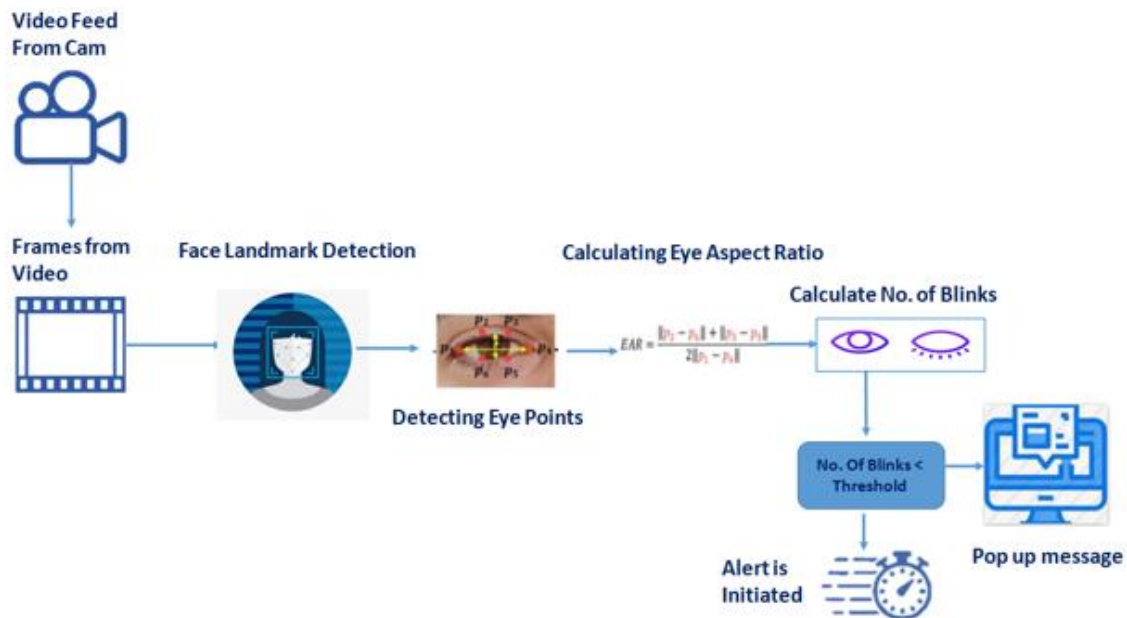 Video Feed
From Cam
Frames from
Video
Face Landmark Detection
Detecting Eye Points
Calculating Eye Aspect Ratio
EAR =
Calculate No. of Blinks
No. Of Blinks <
Threshold
Pop up message
Alert is
Initiated